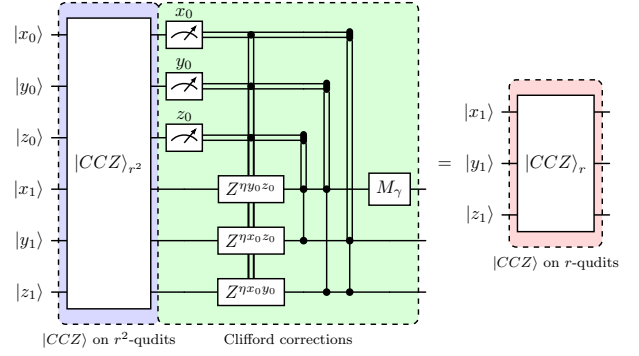 |x₀⟩ x₀
|y₀⟩ y₀
|z₀⟩ z₀
|CCZ⟩_{r²}
|x₁⟩ Z^{ηy₀z₀} M_γ
|y₁⟩ Z^{ηx₀z₀}
|z₁⟩ Z^{ηx₀y₀}
|CCZ⟩ on r²-qudits
Clifford corrections
=
|x₁⟩
|y₁⟩ |CCZ⟩_r
|z₁⟩
|CCZ⟩ on r-qudits